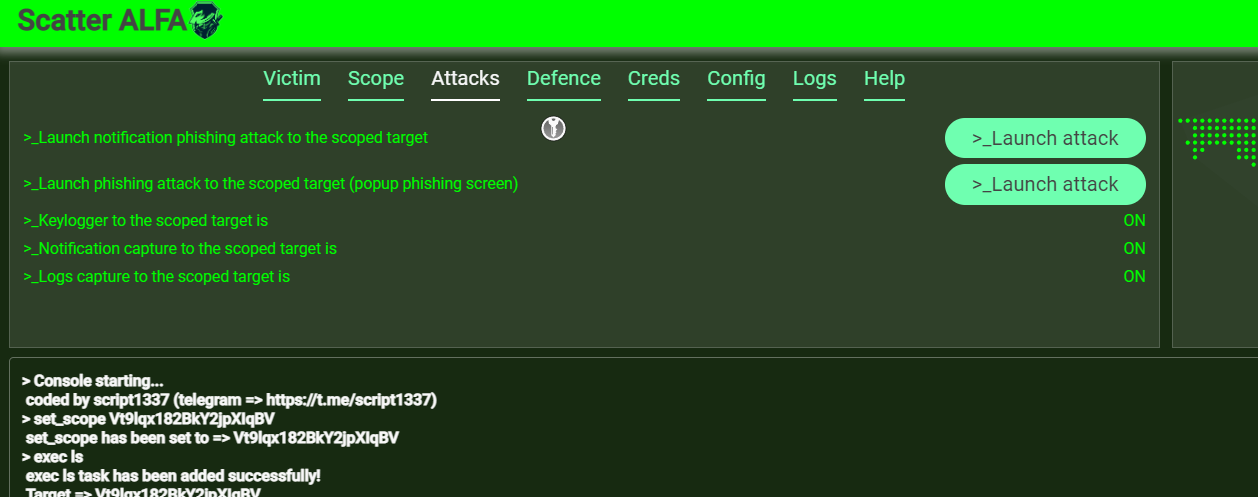 Scatter ALFA
Victim Scope Attacks Defence Creds Config Logs Help
>_Launch notification phishing attack to the scoped target
>_Launch attack
>_Launch phishing attack to the scoped target (popup phishing screen)
>_Launch attack
>_Keylogger to the scoped target is ON
>_Notification capture to the scoped target is ON
>_Logs capture to the scoped target is ON
> Console starting...
coded by script1337 (telegram => https://t.me/script1337)
> set_scope Vt9lqx182BkY2jpXIqBV
set_scope has been set to => Vt9lqx182BkY2jpXIqBV
> exec ls
exec ls task has been added successfully!
Target => Vt9lqx182BkY2jpXIqBV